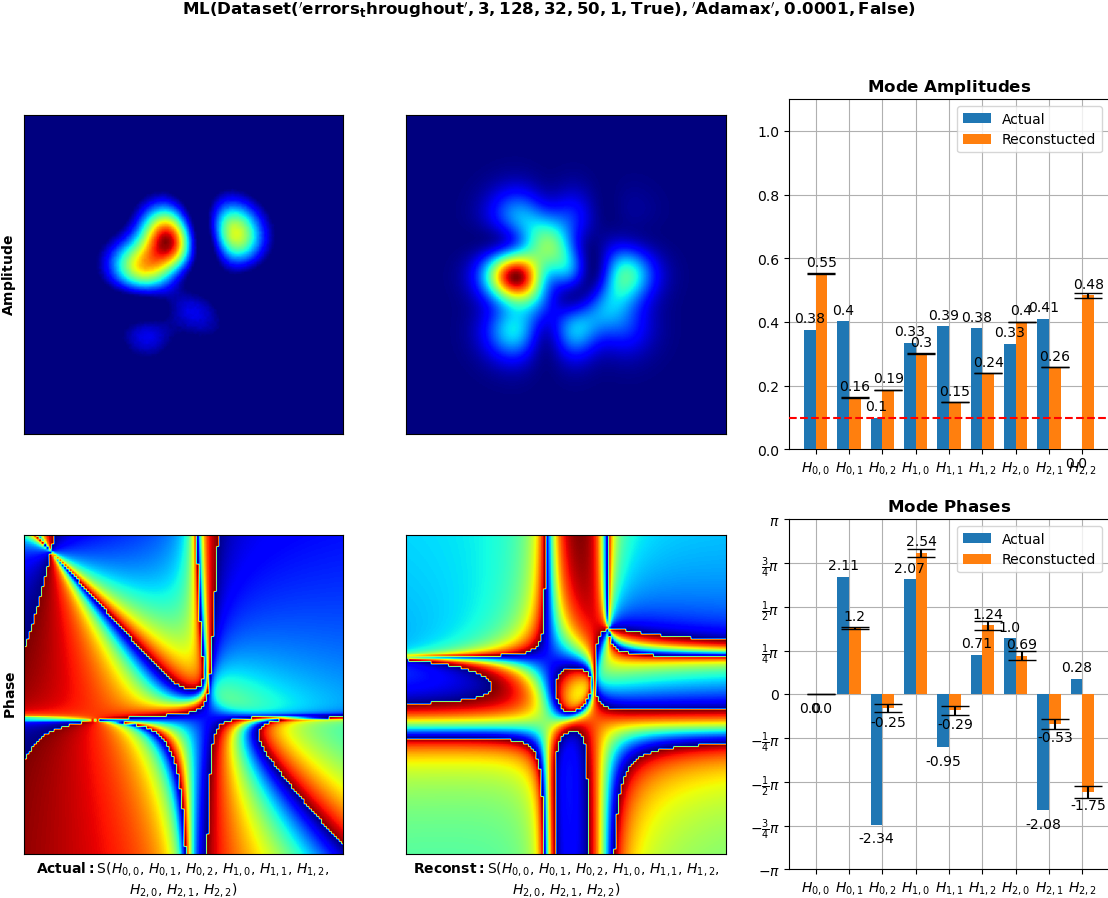 ML(Dataset('errors_throughout', 3, 128, 32, 50, 1, True), 'Adamax', 0.0001, False)
Amplitude
Mode Amplitudes
Actual
Reconstucted
1.0
0.8
0.6
0.4
0.2
0.0
0.38 0.55 0.4 0.16 0.1 0.19 0.33 0.3 0.39 0.15 0.38 0.24 0.33 0.4 0.41 0.26 0.0 0.48
H0,0 H0,1 H0,2 H1,0 H1,1 H1,2 H2,0 H2,1 H2,2
Phase
Mode Phases
Actual
Reconstucted
π
3/4π
1/2π
1/4π
0
−1/4π
−1/2π
−3/4π
−π
0.0 0.0 2.11 1.2 -2.34 -0.25 2.07 2.54 -0.95 -0.29 0.71 1.24 1.0 0.69 -2.08 -0.53 0.28 -1.75
H0,0 H0,1 H0,2 H1,0 H1,1 H1,2 H2,0 H2,1 H2,2
Actual: S(H0,0, H0,1, H0,2, H1,0, H1,1, H1,2,
H2,0, H2,1, H2,2)
Reconst: S(H0,0, H0,1, H0,2, H1,0, H1,1, H1,2,
H2,0, H2,1, H2,2)